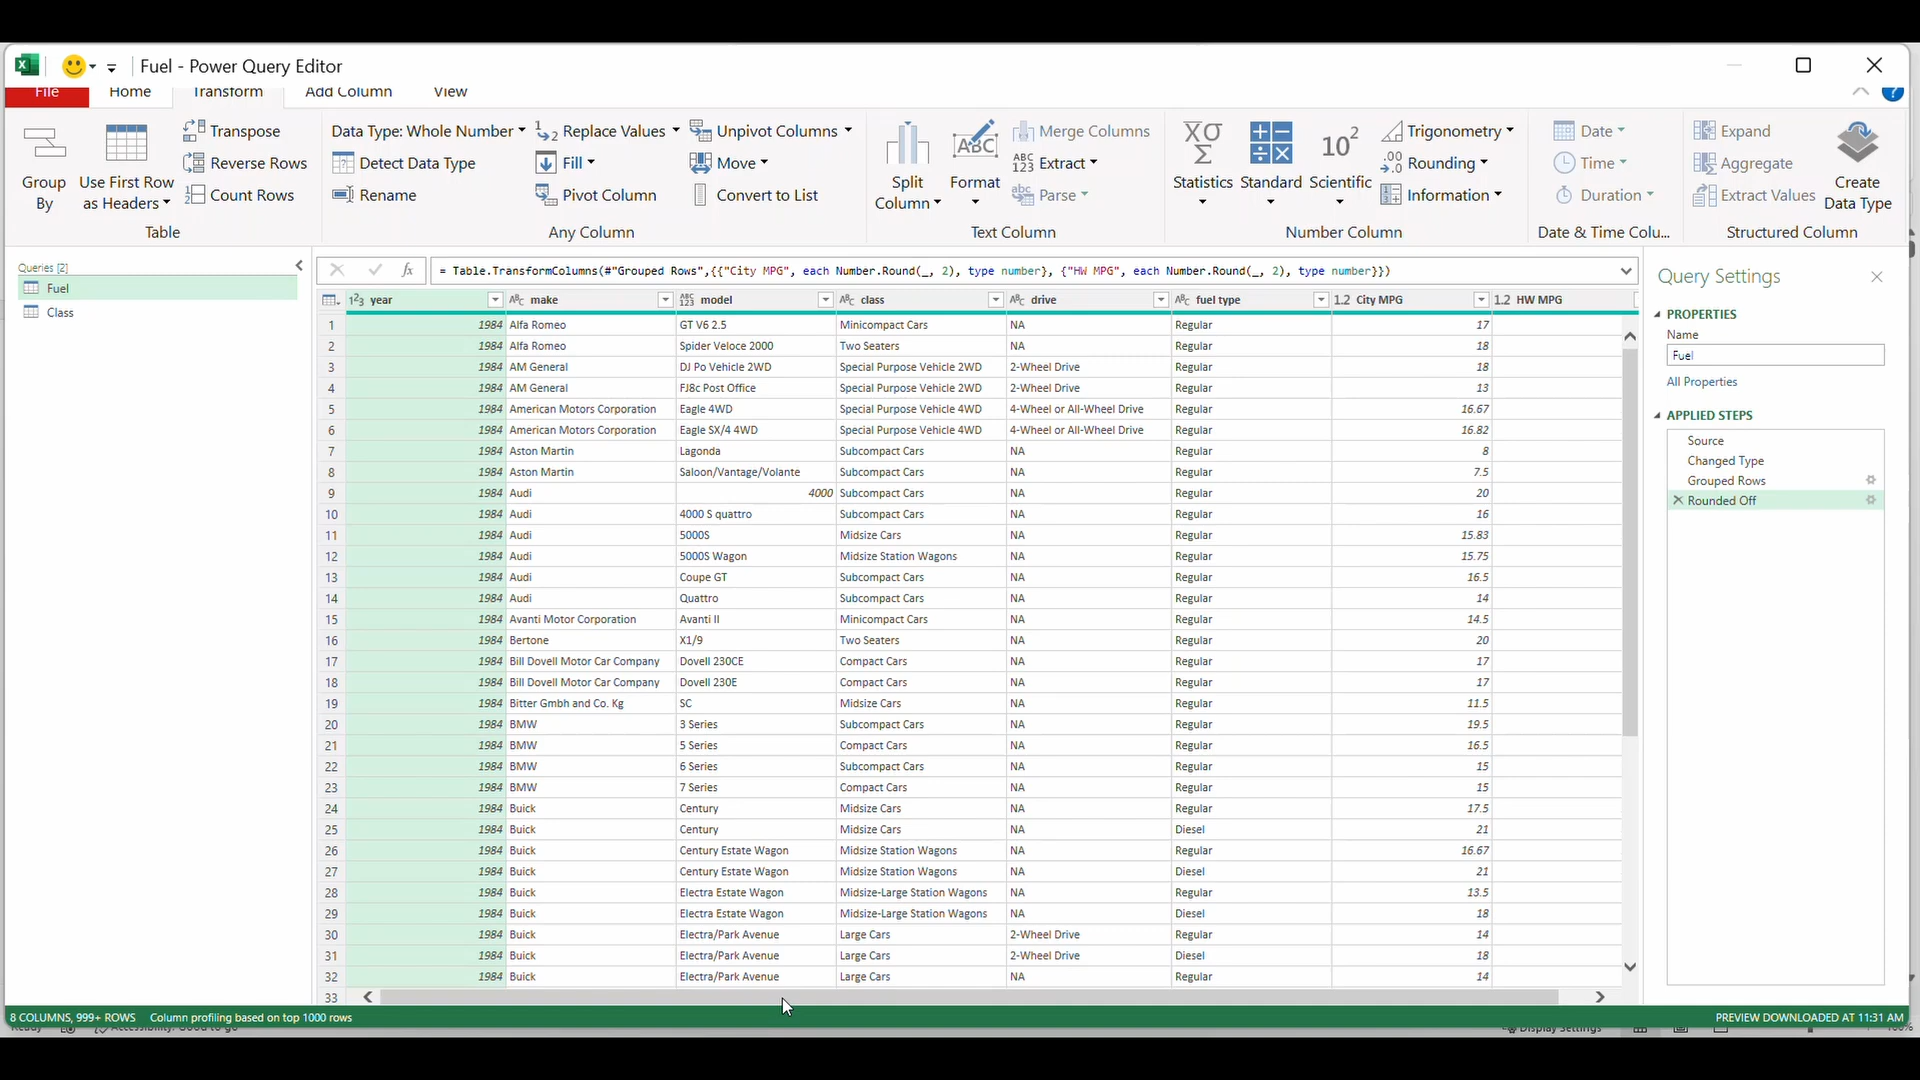 Fuel - Power Query Editor
File Home Transform Add Column View
Group By
Use First Row as Headers
Transpose
Reverse Rows
Count Rows
Table
Data Type: Whole Number
Detect Data Type
Rename
Replace Values
Fill
Pivot Column
Unpivot Columns
Move
Convert to List
Any Column
Split Column
Format
Merge Columns
Extract
Parse
Text Column
Statistics
Standard
Scientific
Trigonometry
Rounding
Information
Number Column
Date
Time
Duration
Date & Time Colu...
Expand
Aggregate
Extract Values
Create Data Type
Structured Column
Queries [2]
Fuel
Class
= Table.TransformColumns(#"Grouped Rows",{{"City MPG", each Number.Round(_, 2), type number}, {"HW MPG", each Number.Round(_, 2), type number}})
year make model class drive fuel type City MPG HW MPG
1 1984 Alfa Romeo GT V6 2.5 Minicompact Cars NA Regular 17
2 1984 Alfa Romeo Spider Veloce 2000 Two Seaters NA Regular 18
3 1984 AM General DJ Po Vehicle 2WD Special Purpose Vehicle 2WD 2-Wheel Drive Regular 18
4 1984 AM General FJ8c Post Office Special Purpose Vehicle 2WD 2-Wheel Drive Regular 13
5 1984 American Motors Corporation Eagle 4WD Special Purpose Vehicle 4WD 4-Wheel or All-Wheel Drive Regular 16.67
6 1984 American Motors Corporation Eagle SX/4 4WD Special Purpose Vehicle 4WD 4-Wheel or All-Wheel Drive Regular 16.82
7 1984 Aston Martin Lagonda Subcompact Cars NA Regular 8
8 1984 Aston Martin Saloon/Vantage/Volante Subcompact Cars NA Regular 7.5
9 1984 Audi 4000 Subcompact Cars NA Regular 20
10 1984 Audi 4000 S quattro Subcompact Cars NA Regular 16
11 1984 Audi 5000S Midsize Cars NA Regular 15.83
12 1984 Audi 5000S Wagon Midsize Station Wagons NA Regular 15.75
13 1984 Audi Coupe GT Subcompact Cars NA Regular 16.5
14 1984 Audi Quattro Subcompact Cars NA Regular 14
15 1984 Avanti Motor Corporation Avanti II Minicompact Cars NA Regular 14.5
16 1984 Bertone X1/9 Two Seaters NA Regular 20
17 1984 Bill Dovell Motor Car Company Dovell 230CE Compact Cars NA Regular 17
18 1984 Bill Dovell Motor Car Company Dovell 230E Compact Cars NA Regular 17
19 1984 Bitter Gmbh and Co. Kg SC Midsize Cars NA Regular 11.5
20 1984 BMW 3 Series Subcompact Cars NA Regular 19.5
21 1984 BMW 5 Series Compact Cars NA Regular 16.5
22 1984 BMW 6 Series Subcompact Cars NA Regular 15
23 1984 BMW 7 Series Compact Cars NA Regular 15
24 1984 Buick Century Midsize Cars NA Regular 17.5
25 1984 Buick Century Midsize Cars NA Diesel 21
26 1984 Buick Century Estate Wagon Midsize Station Wagons NA Regular 16.67
27 1984 Buick Century Estate Wagon Midsize Station Wagons NA Diesel 21
28 1984 Buick Electra Estate Wagon Midsize-Large Station Wagons NA Regular 13.5
29 1984 Buick Electra Estate Wagon Midsize-Large Station Wagons NA Diesel 18
30 1984 Buick Electra/Park Avenue Large Cars 2-Wheel Drive Regular 14
31 1984 Buick Electra/Park Avenue Large Cars 2-Wheel Drive Diesel 18
32 1984 Buick Electra/Park Avenue Large Cars NA Regular 14
33
Query Settings
PROPERTIES
Name
Fuel
All Properties
APPLIED STEPS
Source
Changed Type
Grouped Rows
Rounded Off
8 COLUMNS, 999+ ROWS Column profiling based on top 1000 rows
PREVIEW DOWNLOADED AT 11:31 AM